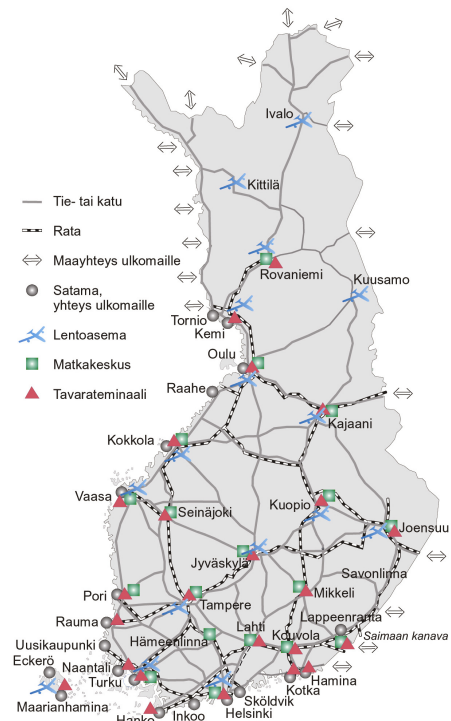 Ivalo
Kittilä
Tie- tai katu
Rata
Maayhteys ulkomaille
Satama,
yhteys ulkomaille
Lentoasema
Matkakeskus
Tavarateminaali
Rovaniemi
Kuusamo
Tornio
Kemi
Oulu
Raahe
Kajaani
Kokkola
Vaasa
Seinäjoki
Kuopio
Joensuu
Jyväskylä
Savonlinna
Pori
Tampere
Mikkeli
Rauma
Lappeenranta
Hämeenlinna
Lahti
Kouvola
Saimaan kanava
Uusikaupunki
Eckerö
Naantali
Turku
Maarianhamina
Hanko
Inkoo
Helsinki
Sköldvik
Kotka
Hamina